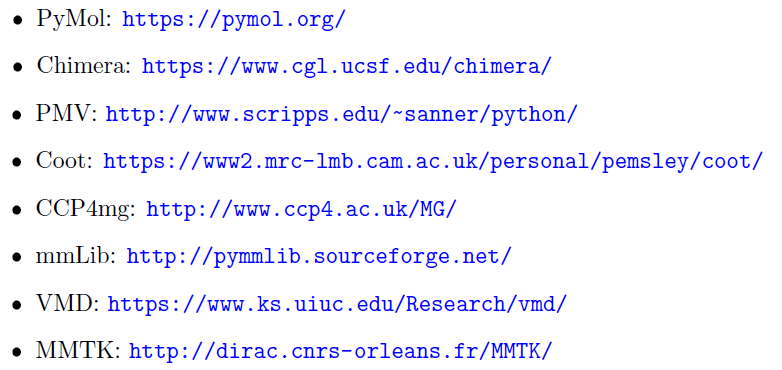 • PyMol: https://pymol.org/
• Chimera: https://www.cgl.ucsf.edu/chimera/
• PMV: http://www.scripps.edu/~sanner/python/
• Coot: https://www2.mrc-lmb.cam.ac.uk/personal/pemsley/coot/
• CCP4mg: http://www.ccp4.ac.uk/MG/
• mmLib: http://pymmlib.sourceforge.net/
• VMD: https://www.ks.uiuc.edu/Research/vmd/
• MMTK: http://dirac.cnrs-orleans.fr/MMTK/